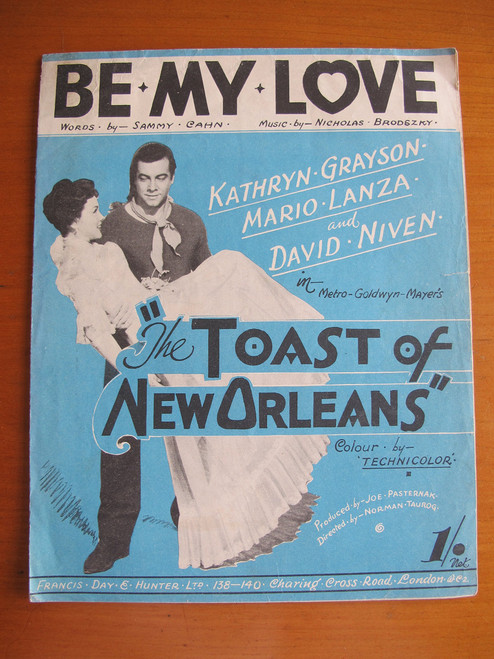 BE·MY·LOVE
WORDS·by—SAMMY·CAHN· MUSIC·by—NICHOLAS·BRODSZKY·
KATHRYN·GRAYSON·
MARIO·LANZA·
and
DAVID·NIVEN·
in—
Metro-Goldwyn-Mayer's
"The TOAST of
NEW ORLEANS"
Colour·by—
'TECHNICOLOR'·
Produced·by—JOE·PASTERNAK·
Directed·by—NORMAN·TAUROG·
1/·
Net
FRANCIS·DAY·&·HUNTER·LTD·138—140·Charing·Cross·Road·London·W.C.2.